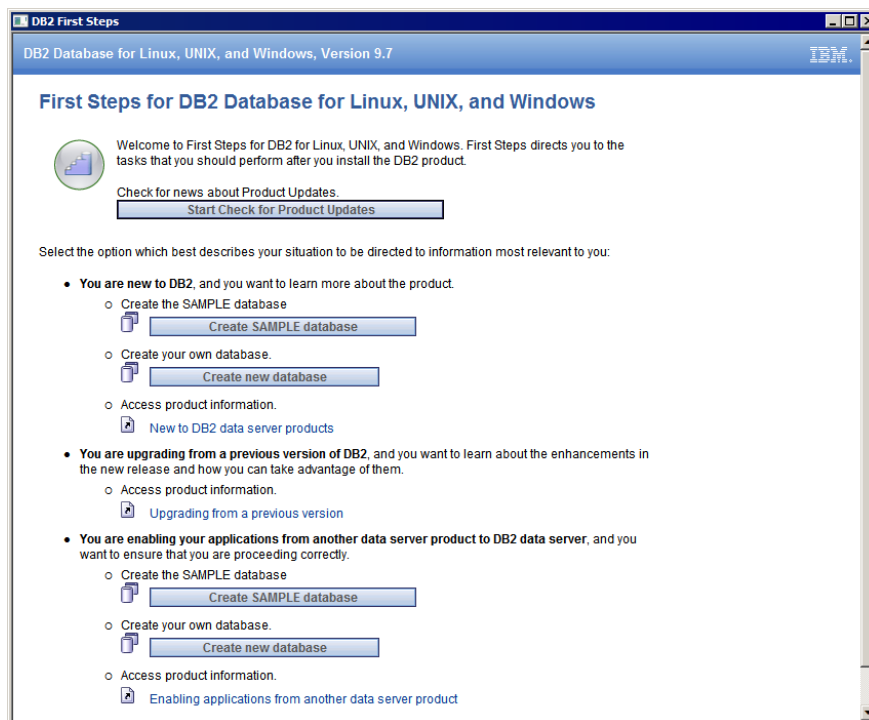 DB2 First Steps
DB2 Database for Linux, UNIX, and Windows, Version 9.7
IBM.
First Steps for DB2 Database for Linux, UNIX, and Windows
Welcome to First Steps for DB2 for Linux, UNIX, and Windows. First Steps directs you to the
tasks that you should perform after you install the DB2 product.
Check for news about Product Updates.
Start Check for Product Updates
Select the option which best describes your situation to be directed to information most relevant to you:
You are new to DB2, and you want to learn more about the product.
Create the SAMPLE database
Create SAMPLE database
Create your own database.
Create new database
Access product information.
New to DB2 data server products
You are upgrading from a previous version of DB2, and you want to learn about the enhancements in
the new release and how you can take advantage of them.
Access product information.
Upgrading from a previous version
You are enabling your applications from another data server product to DB2 data server, and you
want to ensure that you are proceeding correctly.
Create the SAMPLE database
Create SAMPLE database
Create your own database.
Create new database
Access product information.
Enabling applications from another data server product